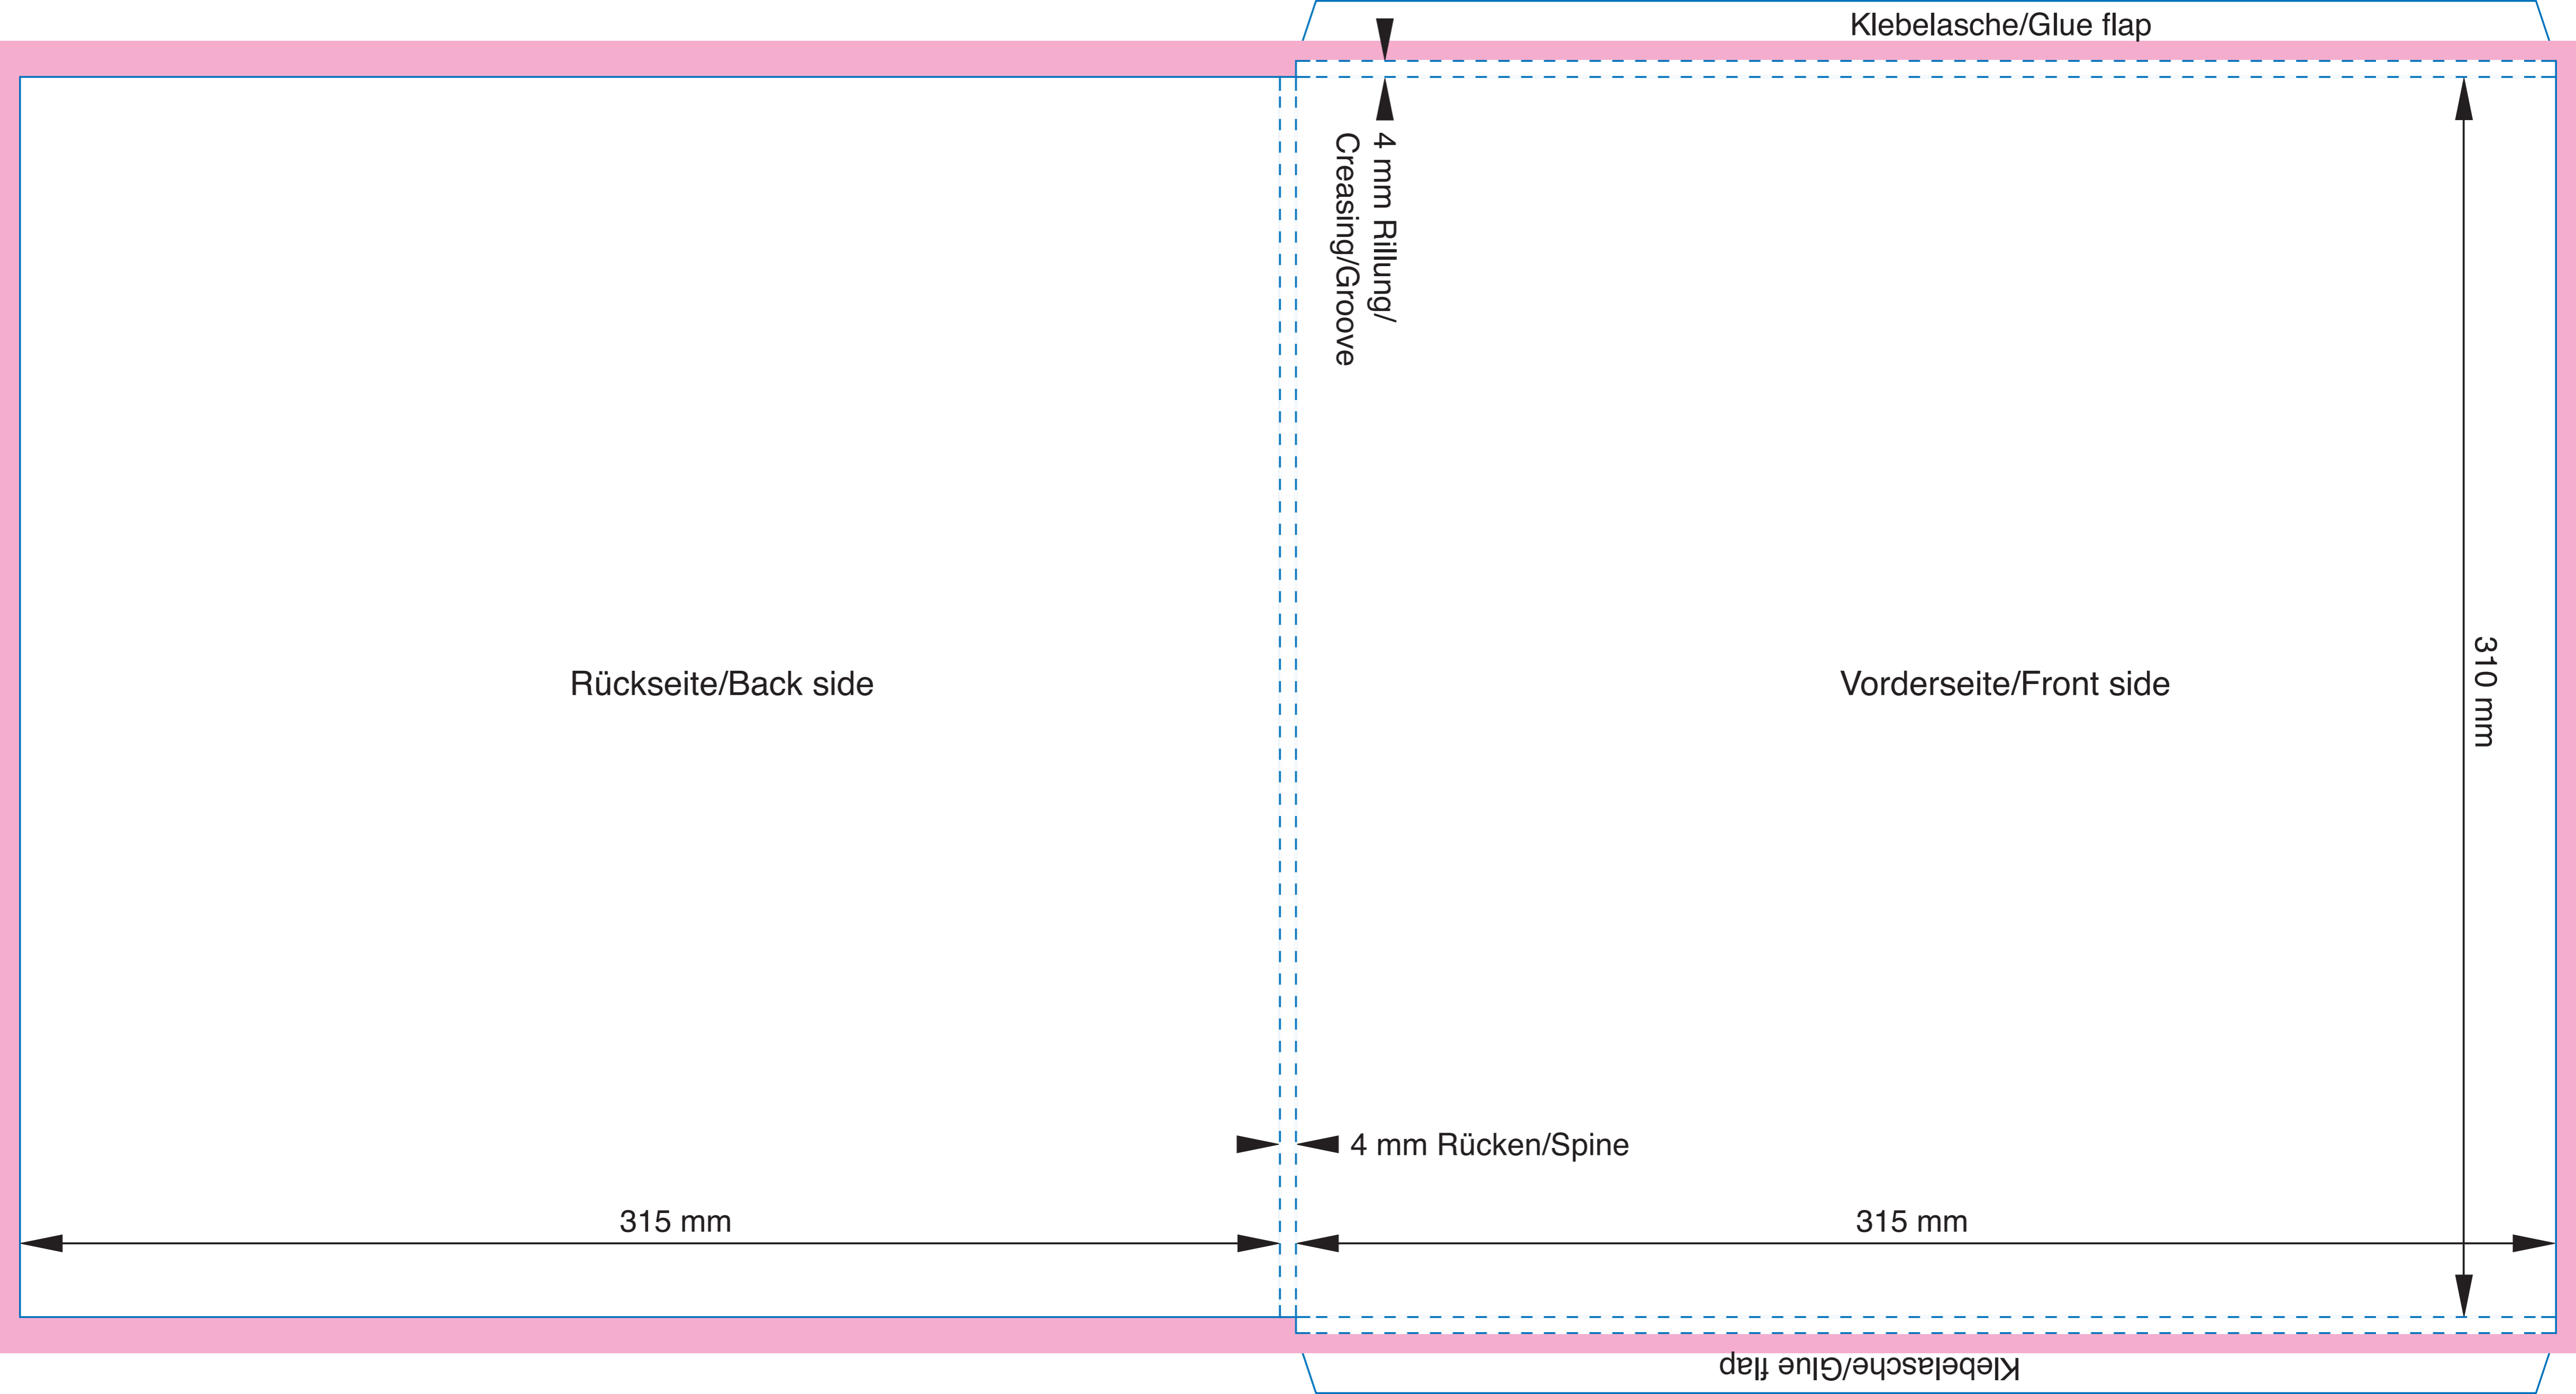 Klebelasche/Glue flap
4 mm Rillung/
Creasing/Groove
Rückseite/Back side
Vorderseite/Front side
310 mm
4 mm Rücken/Spine
315 mm
315 mm
Klebelasche/Glue flap